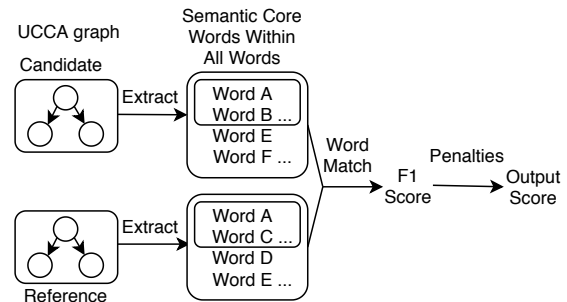 UCCA graph
Candidate
Extract
Semantic Core
Words Within
All Words
Word A
Word B ...
Word E
Word F ...
Reference
Extract
Word A
Word C ...
Word D
Word E ...
Word
Match
F1
Score
Penalties
Output
Score